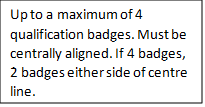 Up to a maximum of 4
qualification badges. Must be
centrally aligned. If 4 badges,
2 badges either side of centre
line.